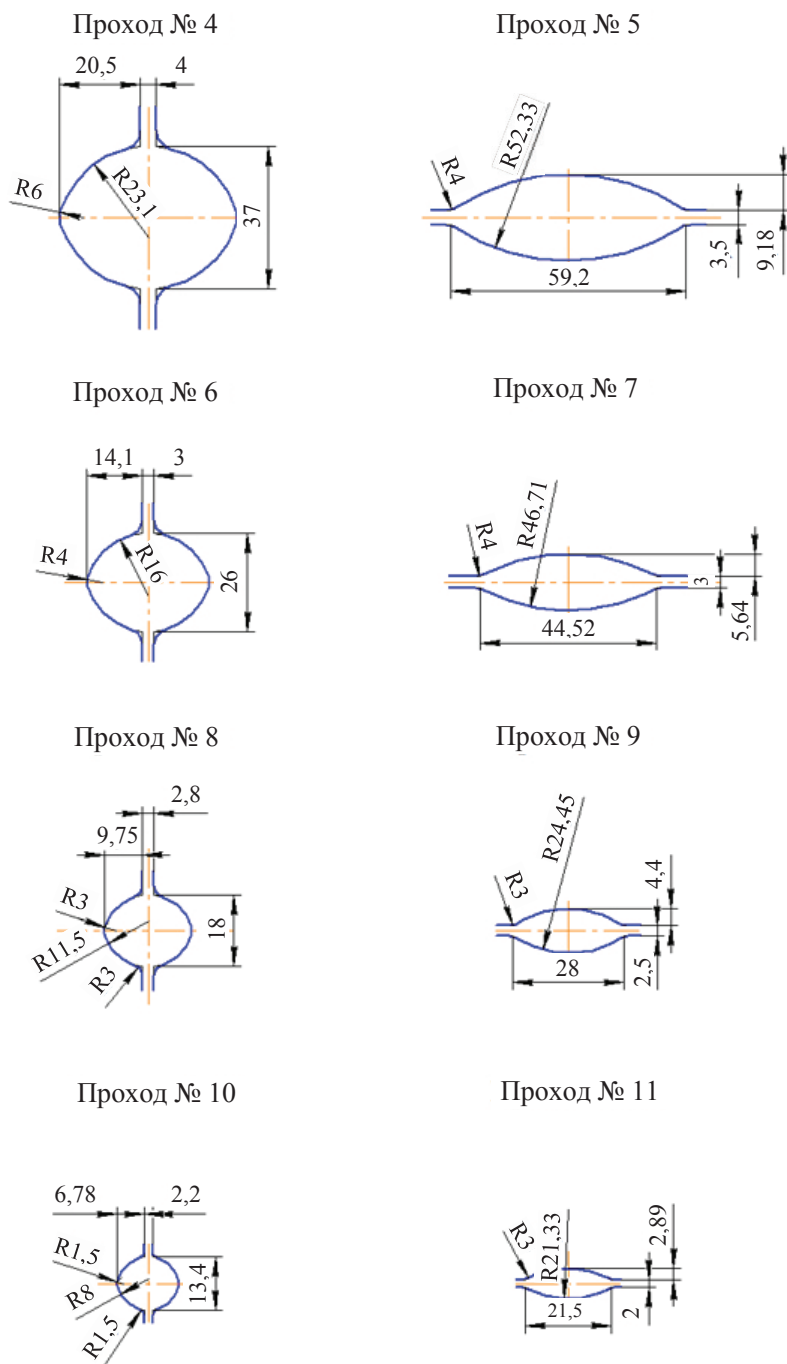 Проход № 4
20,5
4
R6
R23,1
37
Проход № 5
R4
R52,33
59,2
3,5
9,18
Проход № 6
14,1
3
R4
R16
26
Проход № 7
R4
R46,71
44,52
3
5,64
Проход № 8
2,8
9,75
R3
R11,5
R3
18
Проход № 9
R3
R24,45
28
2,5
4,4
Проход № 10
6,78
2,2
R1,5
R8
R1,5
13,4
Проход № 11
R3
R21,33
21,5
2
2,89